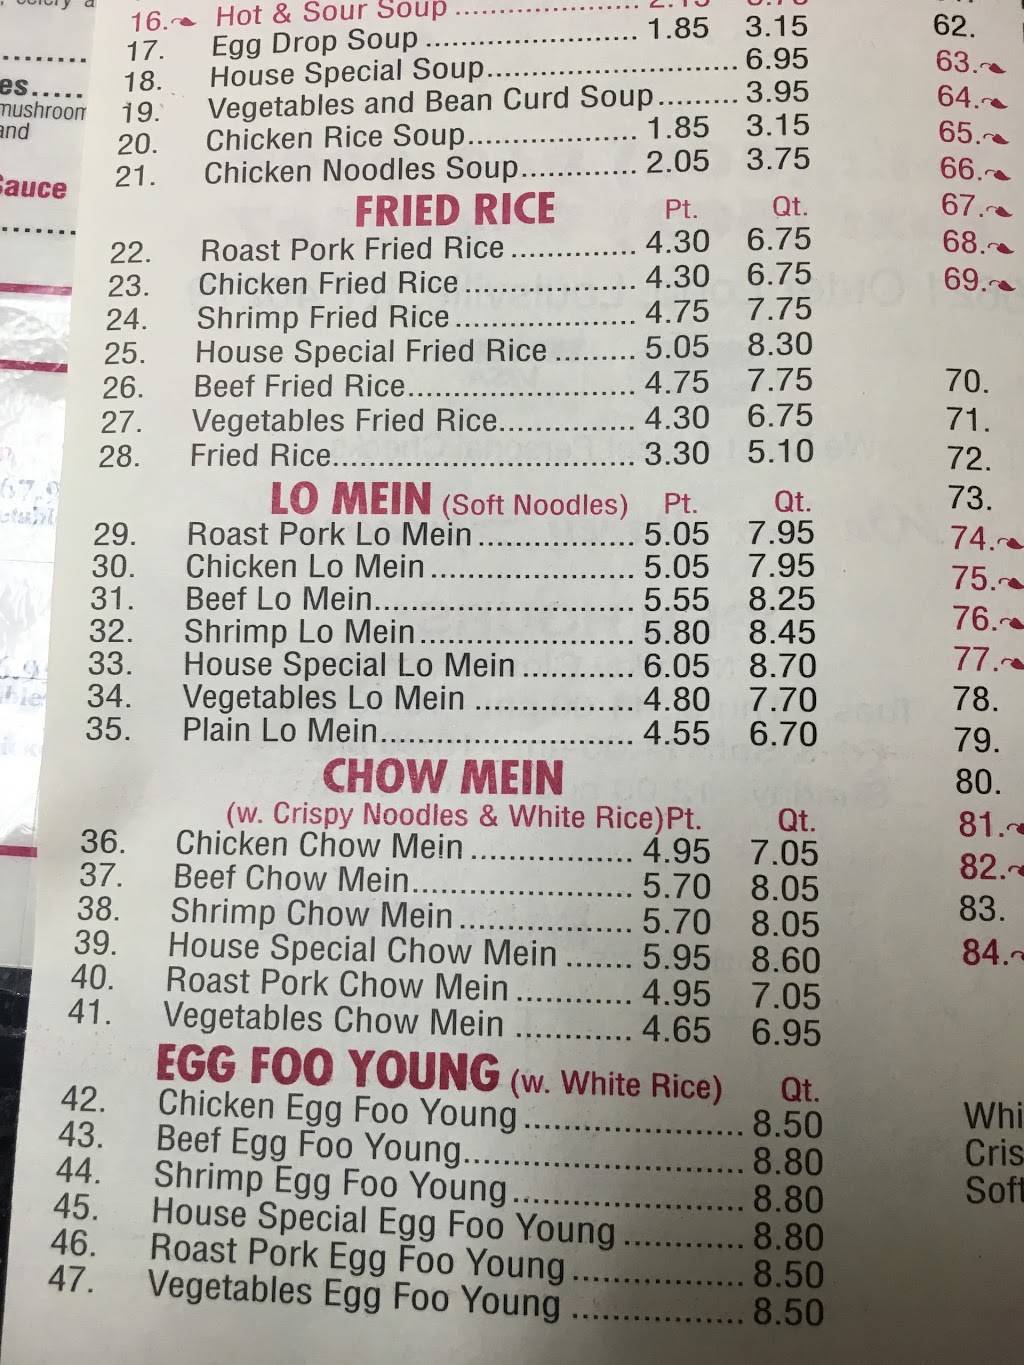 mushroom
and
Sauce
16. Hot & Sour Soup
17. Egg Drop Soup 1.85 3.15
18. House Special Soup 6.95
19. Vegetables and Bean Curd Soup 3.95
20. Chicken Rice Soup 1.85 3.15
21. Chicken Noodles Soup 2.05 3.75
FRIED RICE Pt. Qt.
22. Roast Pork Fried Rice 4.30 6.75
23. Chicken Fried Rice 4.30 6.75
24. Shrimp Fried Rice 4.75 7.75
25. House Special Fried Rice 5.05 8.30
26. Beef Fried Rice 4.75 7.75
27. Vegetables Fried Rice 4.30 6.75
28. Fried Rice 3.30 5.10
LO MEIN (Soft Noodles) Pt. Qt.
29. Roast Pork Lo Mein 5.05 7.95
30. Chicken Lo Mein 5.05 7.95
31. Beef Lo Mein 5.55 8.25
32. Shrimp Lo Mein 5.80 8.45
33. House Special Lo Mein 6.05 8.70
34. Vegetables Lo Mein 4.80 7.70
35. Plain Lo Mein 4.55 6.70
CHOW MEIN
(w. Crispy Noodles & White Rice) Pt. Qt.
36. Chicken Chow Mein 4.95 7.05
37. Beef Chow Mein 5.70 8.05
38. Shrimp Chow Mein 5.70 8.05
39. House Special Chow Mein 5.95 8.60
40. Roast Pork Chow Mein 4.95 7.05
41. Vegetables Chow Mein 4.65 6.95
EGG FOO YOUNG (w. White Rice) Qt.
42. Chicken Egg Foo Young 8.50
43. Beef Egg Foo Young 8.80
44. Shrimp Egg Foo Young 8.80
45. House Special Egg Foo Young 8.80
46. Roast Pork Egg Foo Young 8.50
47. Vegetables Egg Foo Young 8.50
62.
63.
64.
65.
66.
67.
68.
69.
70.
71.
72.
73.
74.
75.
76.
77.
78.
79.
80.
81.
82.
83.
84.
Whi
Cris
Soft